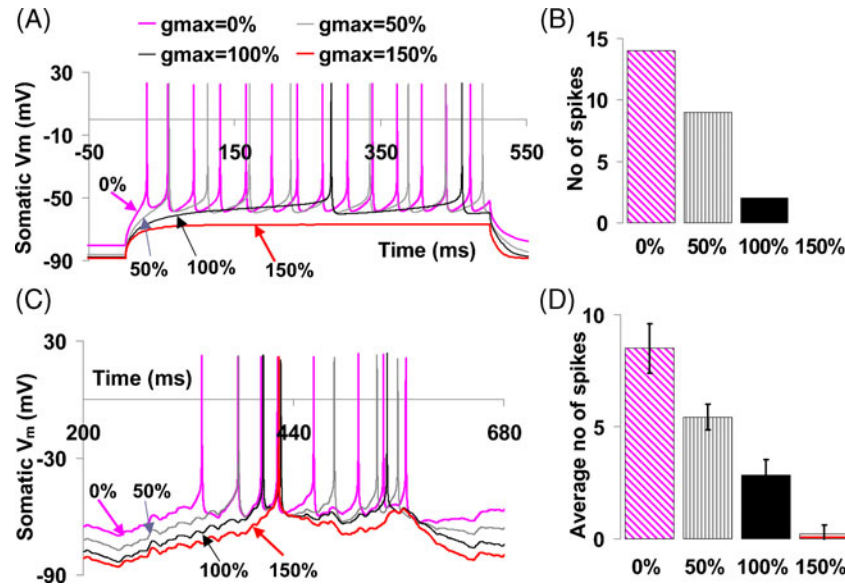 (A)
gmax=0%
gmax=50%
gmax=100%
gmax=150%
30
-10
-50
-90
Somatic Vm (mV)
-50
150
350
550
0%
50%
100%
150%
Time (ms)
(B)
15
10
5
0
No of spikes
0% 50% 100% 150%
(C)
30
-30
-90
Somatic Vm (mV)
Time (ms)
200
440
680
0%
50%
100%
150%
(D)
10
5
0
Average no of spikes
0% 50% 100% 150%